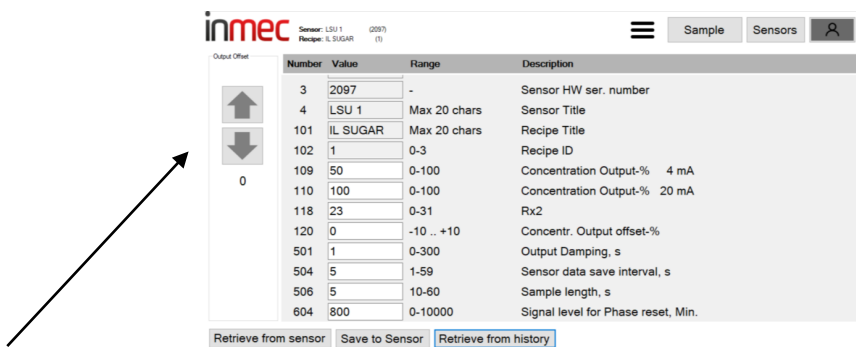 inmec Sensor: LSU 1 (2097)
Recipe: IL SUGAR (1)
Sample Sensors
Output Offset
Number Value Range Description
3 2097 - Sensor HW ser. number
4 LSU 1 Max 20 chars Sensor Title
101 IL SUGAR Max 20 chars Recipe Title
102 1 0-3 Recipe ID
109 50 0-100 Concentration Output-% 4 mA
110 100 0-100 Concentration Output-% 20 mA
0
118 23 0-31 Rx2
120 0 -10 .. +10 Concentr. Output offset-%
501 1 0-300 Output Damping, s
504 5 1-59 Sensor data save interval, s
506 5 10-60 Sample length, s
604 800 0-10000 Signal level for Phase reset, Min.
Retrieve from sensor Save to Sensor Retrieve from history